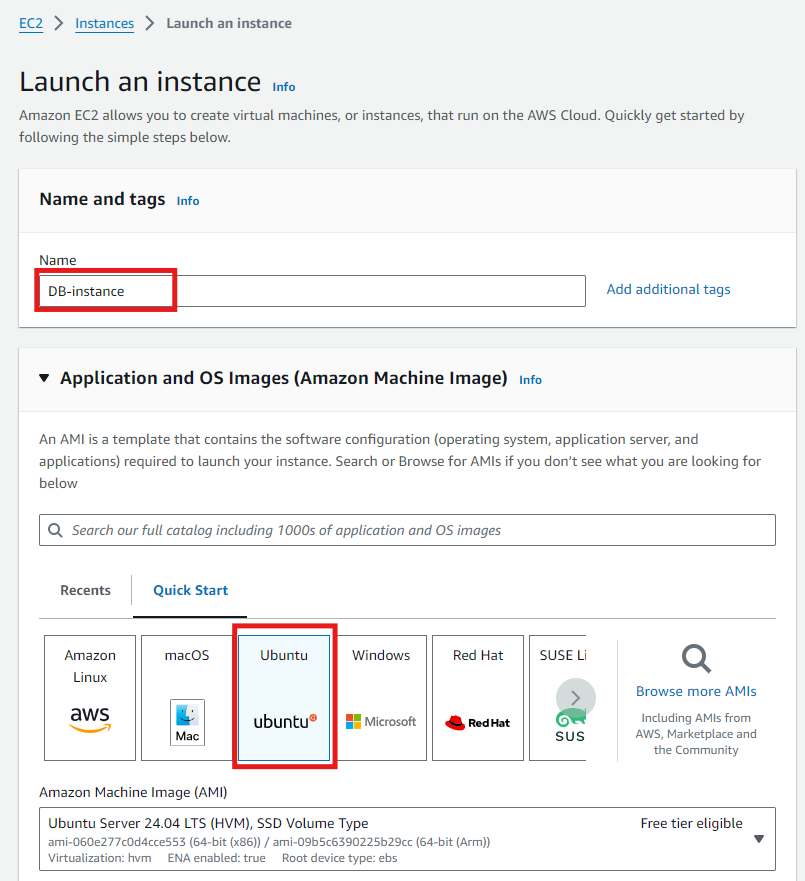 EC2 > Instances > Launch an instance
Launch an instance Info
Amazon EC2 allows you to create virtual machines, or instances, that run on the AWS Cloud. Quickly get started by
following the simple steps below.
Name and tags Info
Name
DB-instance
Add additional tags
Application and OS Images (Amazon Machine Image) Info
An AMI is a template that contains the software configuration (operating system, application server, and
applications) required to launch your instance. Search or Browse for AMIs if you don’t see what you are looking for
below
Search our full catalog including 1000s of application and OS images
Recents
Quick Start
Amazon
Linux
aws
macOS
Mac
Ubuntu
ubuntu
Windows
Microsoft
Red Hat
Red Hat
SUSE Li
SUS
Browse more AMIs
Including AMIs from
AWS, Marketplace and
the Community
Amazon Machine Image (AMI)
Ubuntu Server 24.04 LTS (HVM), SSD Volume Type
Free tier eligible
ami-060e277c0d4cce553 (64-bit (x86)) / ami-09b5c6390225b29cc (64-bit (Arm))
Virtualization: hvm ENA enabled: true Root device type: ebs